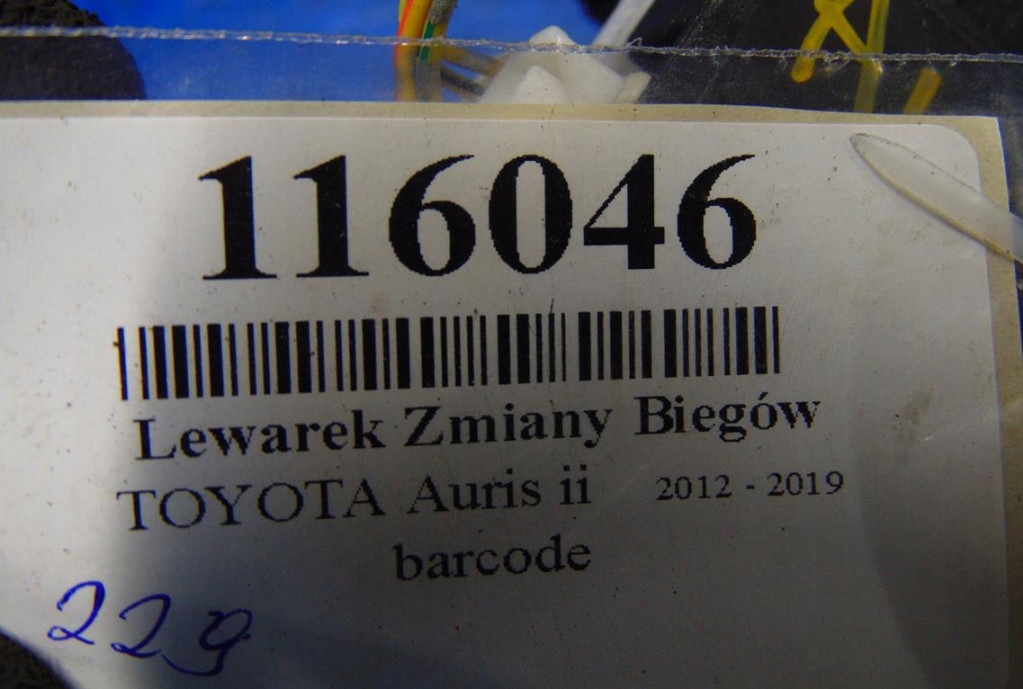 116046
Lewarek Zmiany Biegów
TOYOTA Auris ii 2012 - 2019
barcode
229